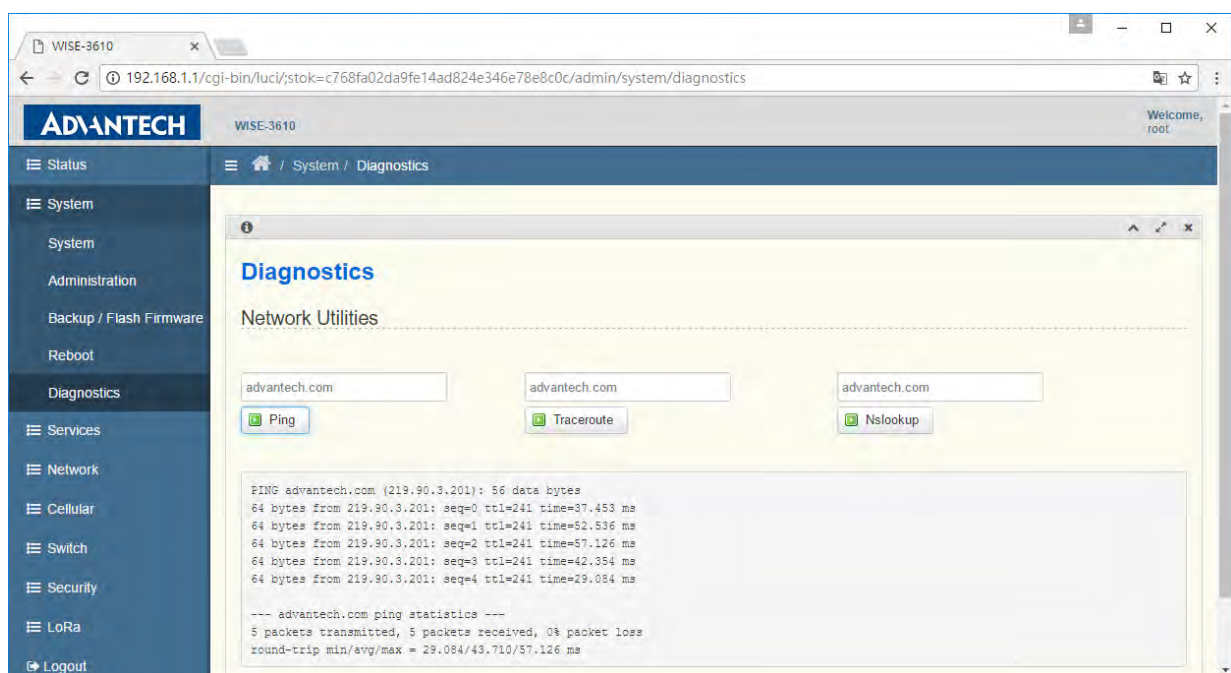 WISE-3610
192.168.1.1/cgi-bin/luci/;stok=c768fa02da9fe14ad824e346e78e8c0c/admin/system/diagnostics
ADVANTECH
WISE-3610
Welcome,
root
Status
/ System / Diagnostics
System
System
Administration
Backup / Flash Firmware
Reboot
Diagnostics
Services
Network
Cellular
Switch
Security
LoRa
Logout
Diagnostics
Network Utilities
advantech.com
advantech.com
advantech.com
Ping
Traceroute
Nslookup
PING advantech.com (219.90.3.201): 56 data bytes
64 bytes from 219.90.3.201: seq=0 ttl=241 time=37.453 ms
64 bytes from 219.90.3.201: seq=1 ttl=241 time=52.536 ms
64 bytes from 219.90.3.201: seq=2 ttl=241 time=57.126 ms
64 bytes from 219.90.3.201: seq=3 ttl=241 time=42.354 ms
64 bytes from 219.90.3.201: seq=4 ttl=241 time=29.084 ms
--- advantech.com ping statistics ---
5 packets transmitted, 5 packets received, 0% packet loss
round-trip min/avg/max = 29.084/43.710/57.126 ms